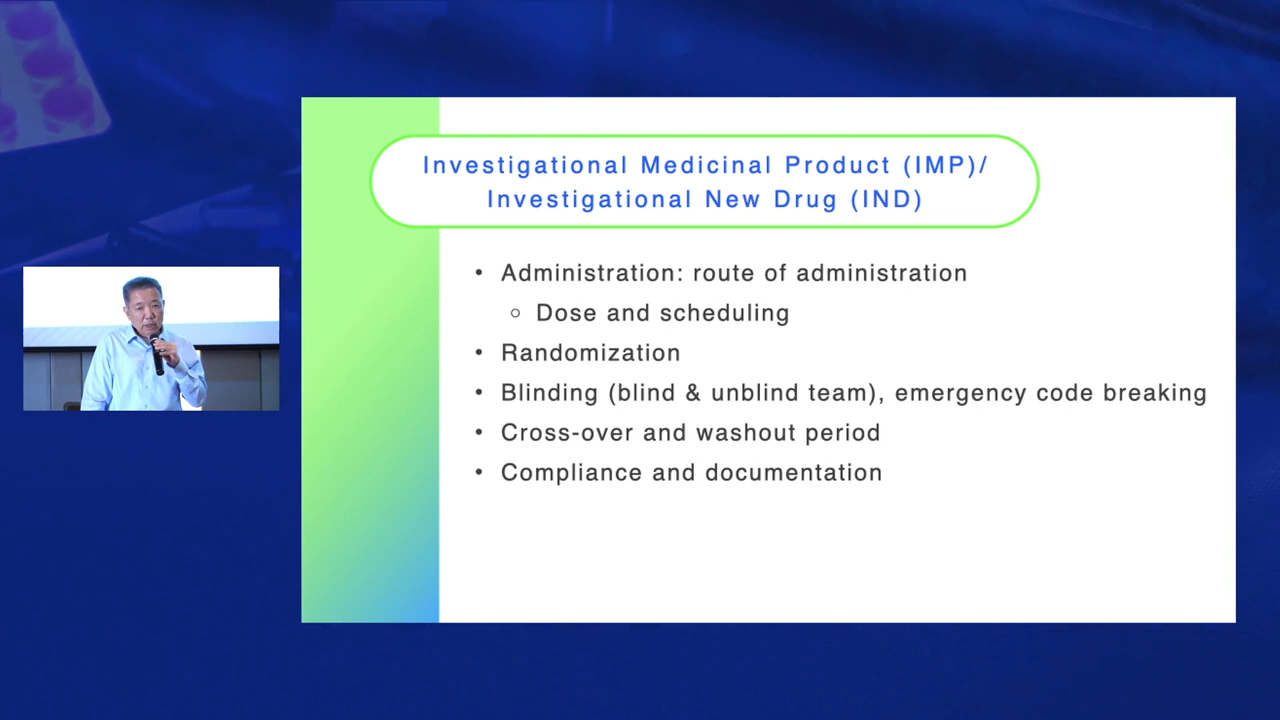 Investigational Medicinal Product (IMP)/
Investigational New Drug (IND)
• Administration: route of administration
○ Dose and scheduling
• Randomization
• Blinding (blind & unblind team), emergency code breaking
• Cross-over and washout period
• Compliance and documentation